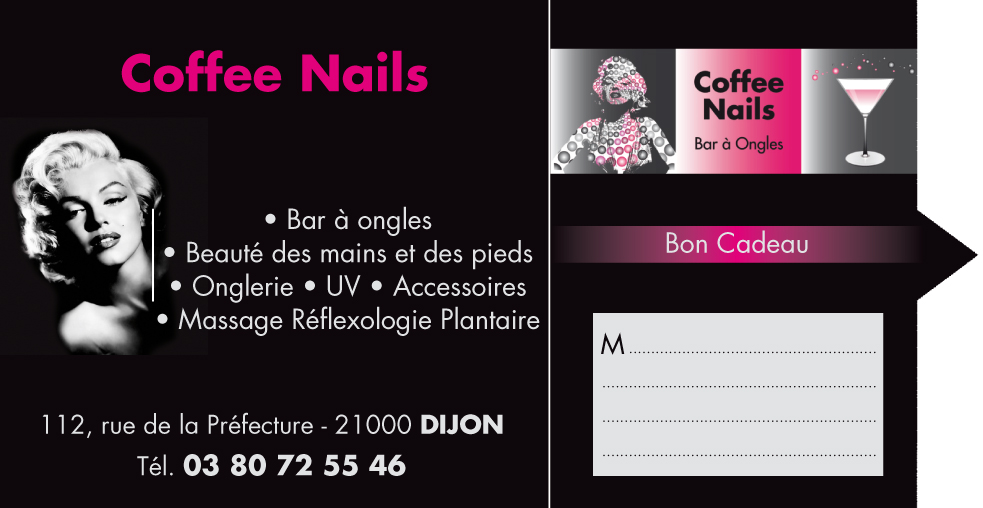 Coffee Nails
• Bar à ongles
• Beauté des mains et des pieds
• Onglerie • UV • Accessoires
• Massage Réflexologie Plantaire
112, rue de la Préfecture - 21000 DIJON
Tél. 03 80 72 55 46
Coffee
Nails
Bar à Ongles
Bon Cadeau
M